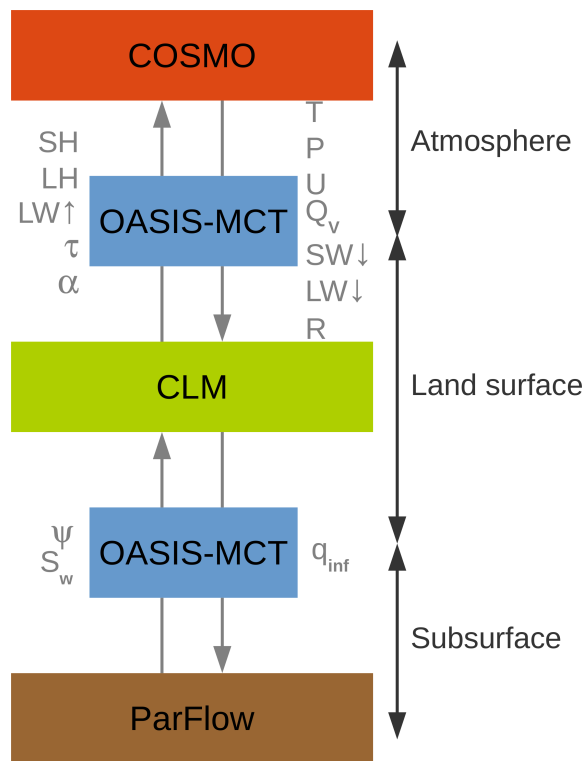 COSMO
SH
LH
LW↑
τ
α
OASIS-MCT
T
P
U
Qv
SW↓
LW↓
R
Atmosphere
CLM
Land surface
ψ
Sw
OASIS-MCT
qinf
Subsurface
ParFlow